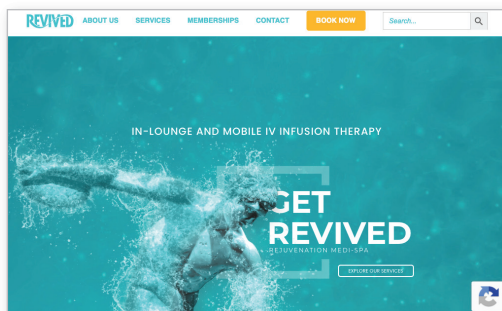 REVIVED ABOUT US SERVICES MEMBERSHIPS CONTACT BOOK NOW Search...
IN-LOUNGE AND MOBILE IV INFUSION THERAPY
GET
REVIVED
REJUVENATION MEDI-SPA
EXPLORE OUR SERVICES